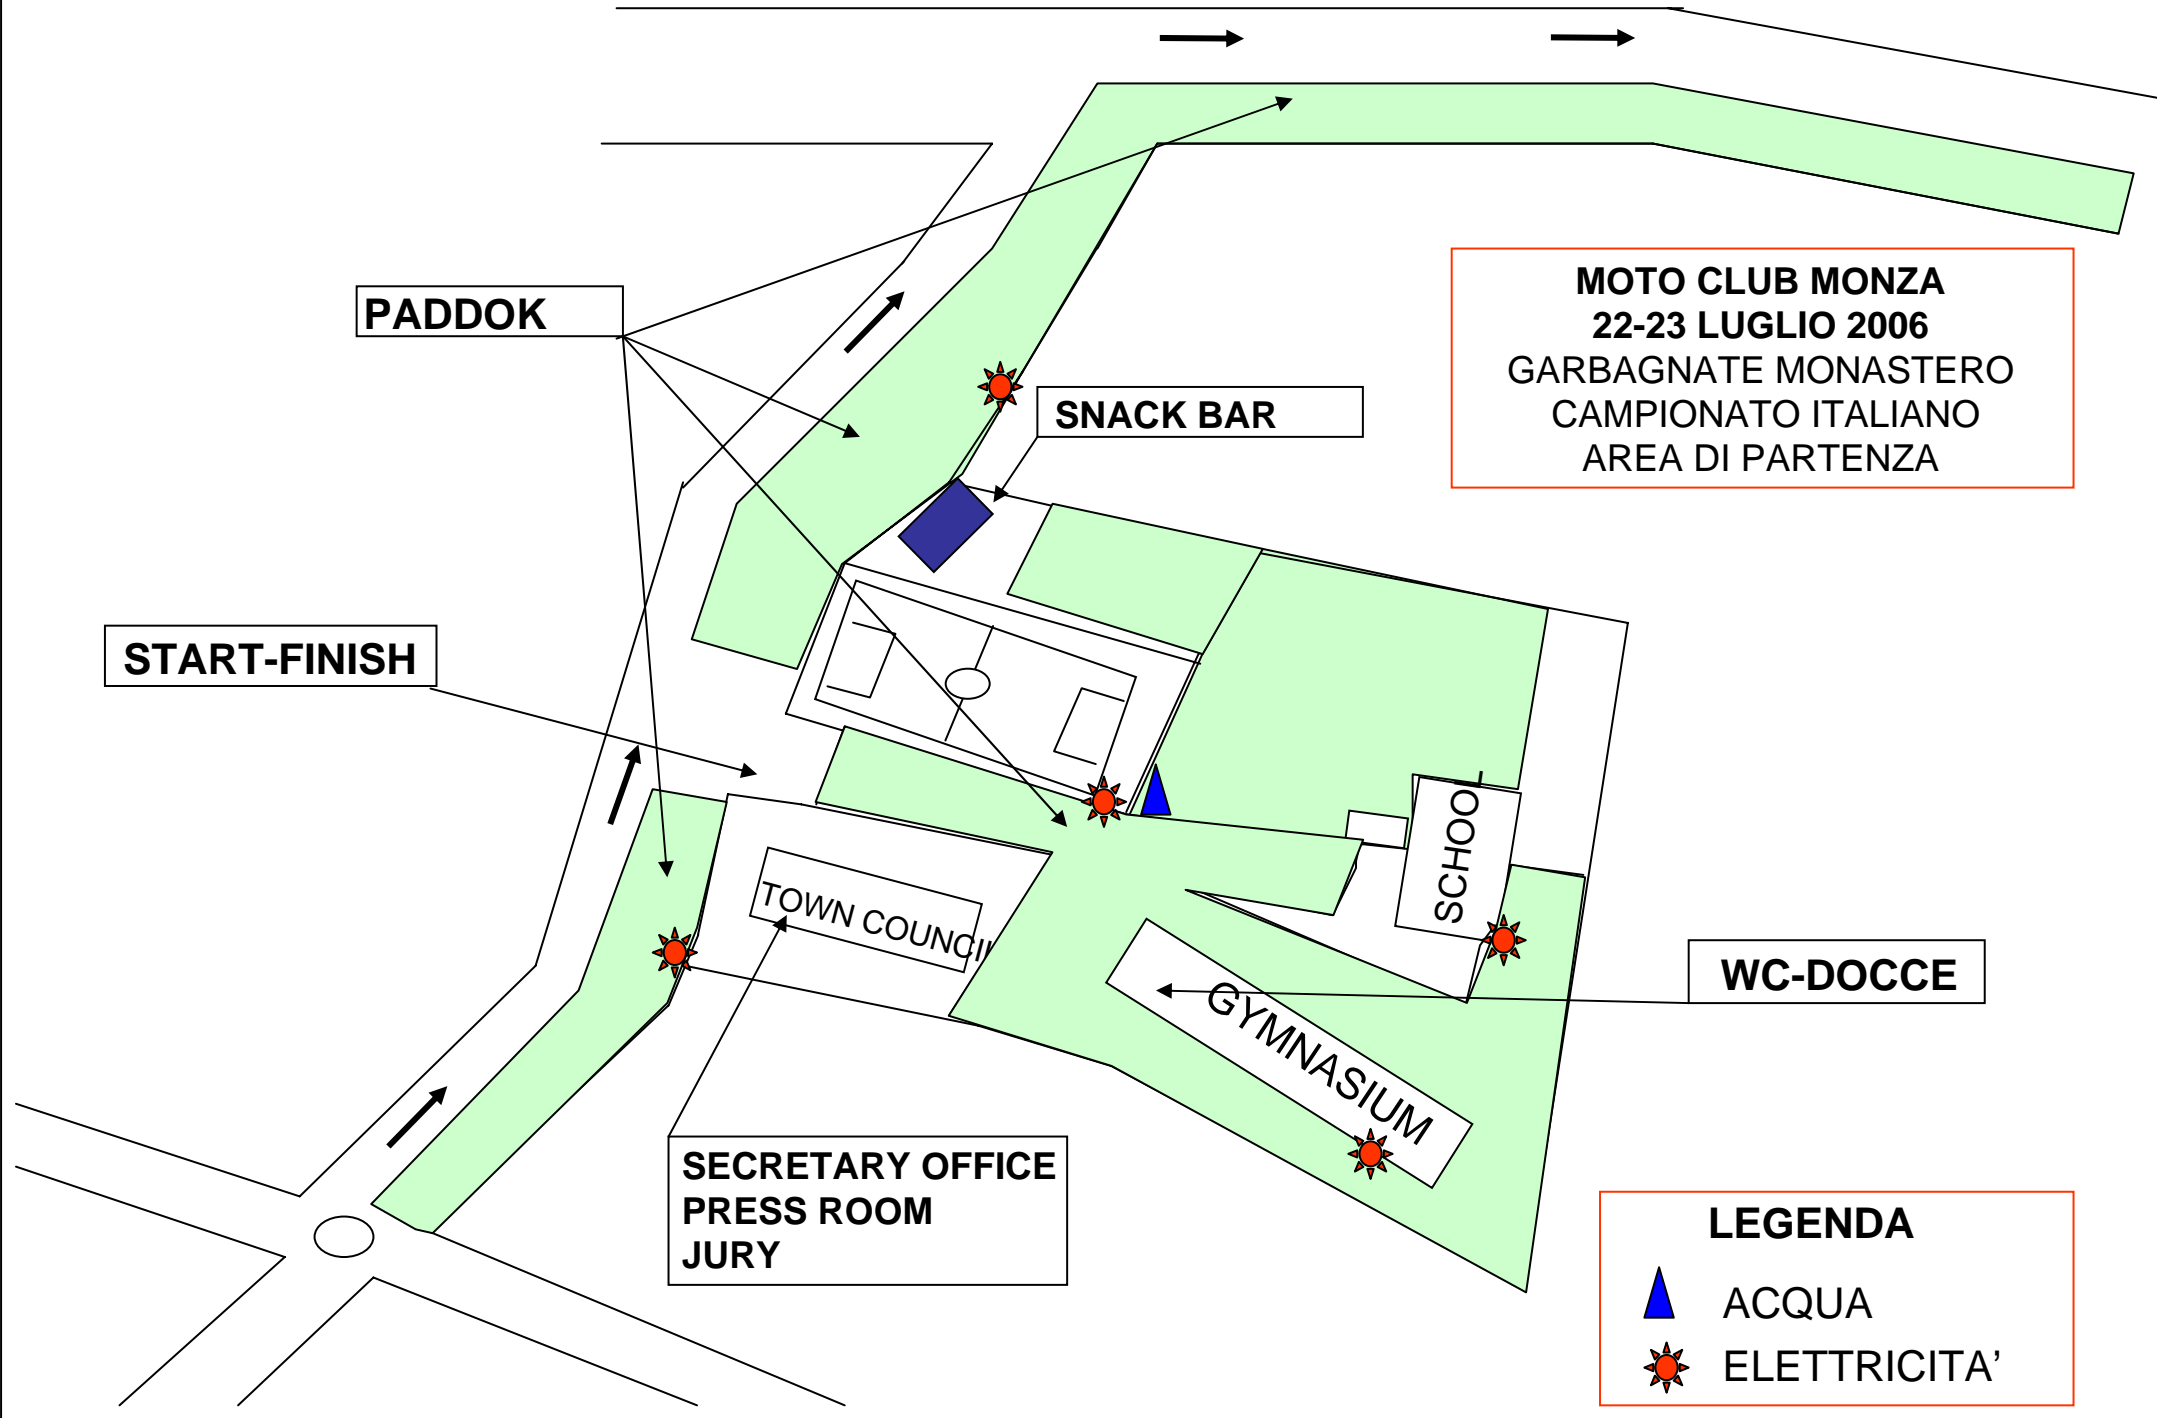 MOTO CLUB MONZA
22-23 LUGLIO 2006
GARBAGNATE MONASTERO
CAMPIONATO ITALIANO
AREA DI PARTENZA
PADDOK
SNACK BAR
START-FINISH
SCHOOL
TOWN COUNCIL
WC-DOCCE
GYMNASIUM
SECRETARY OFFICE
PRESS ROOM
JURY
LEGENDA
ACQUA
ELETTRICITA’